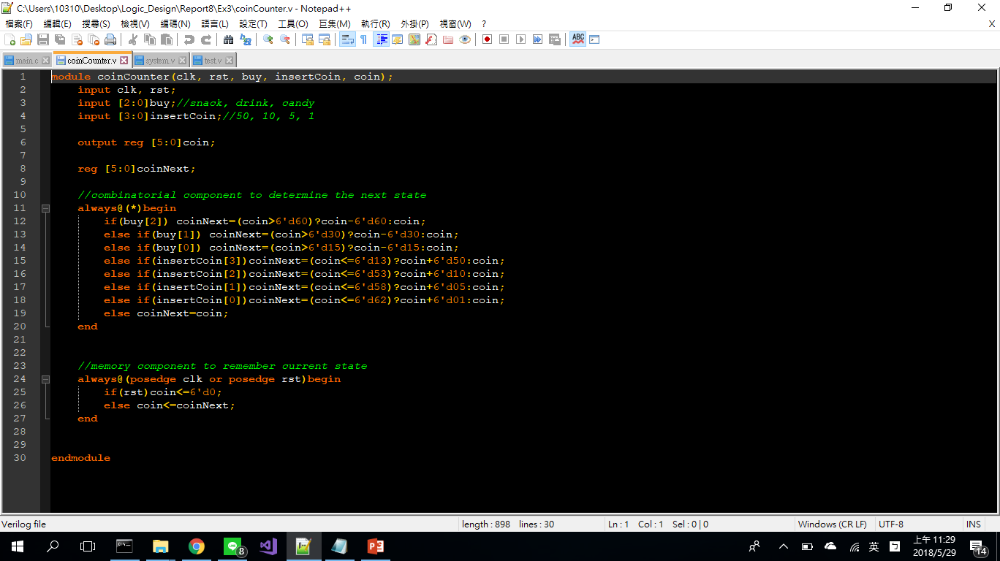 C:\Users\10310\Desktop\Logic_Design\Report8\Ex3\coinCounter.v - Notepad++
檔案(F) 編輯(E) 搜尋(S) 檢視(V) 編碼(N) 語言(L) 設定(T) 工具(O) 巨集(M) 執行(R) 外掛(P) 視窗(W) ? X
main.c coinCounter.v system.v test.v
1 module coinCounter(clk, rst, buy, insertCoin, coin);
2 input clk, rst;
3 input [2:0]buy;//snack, drink, candy
4 input [3:0]insertCoin;//50, 10, 5, 1
5
6 output reg [5:0]coin;
7
8 reg [5:0]coinNext;
9
10 //combinatorial component to determine the next state
11 always@(*)begin
12 if(buy[2]) coinNext=(coin>6'd60)?coin-6'd60:coin;
13 else if(buy[1]) coinNext=(coin>6'd30)?coin-6'd30:coin;
14 else if(buy[0]) coinNext=(coin>6'd15)?coin-6'd15:coin;
15 else if(insertCoin[3])coinNext=(coin<=6'd13)?coin+6'd50:coin;
16 else if(insertCoin[2])coinNext=(coin<=6'd53)?coin+6'd10:coin;
17 else if(insertCoin[1])coinNext=(coin<=6'd58)?coin+6'd05:coin;
18 else if(insertCoin[0])coinNext=(coin<=6'd62)?coin+6'd01:coin;
19 else coinNext=coin;
20 end
21
22
23 //memory component to remember current state
24 always@(posedge clk or posedge rst)begin
25 if(rst)coin<=6'd0;
26 else coin<=coinNext;
27 end
28
29
30 endmodule
Verilog file length : 898 lines : 30 Ln : 1 Col : 1 Sel : 0 | 0 Windows (CR LF) UTF-8 INS
8 英 上午 11:29
2018/5/29 14